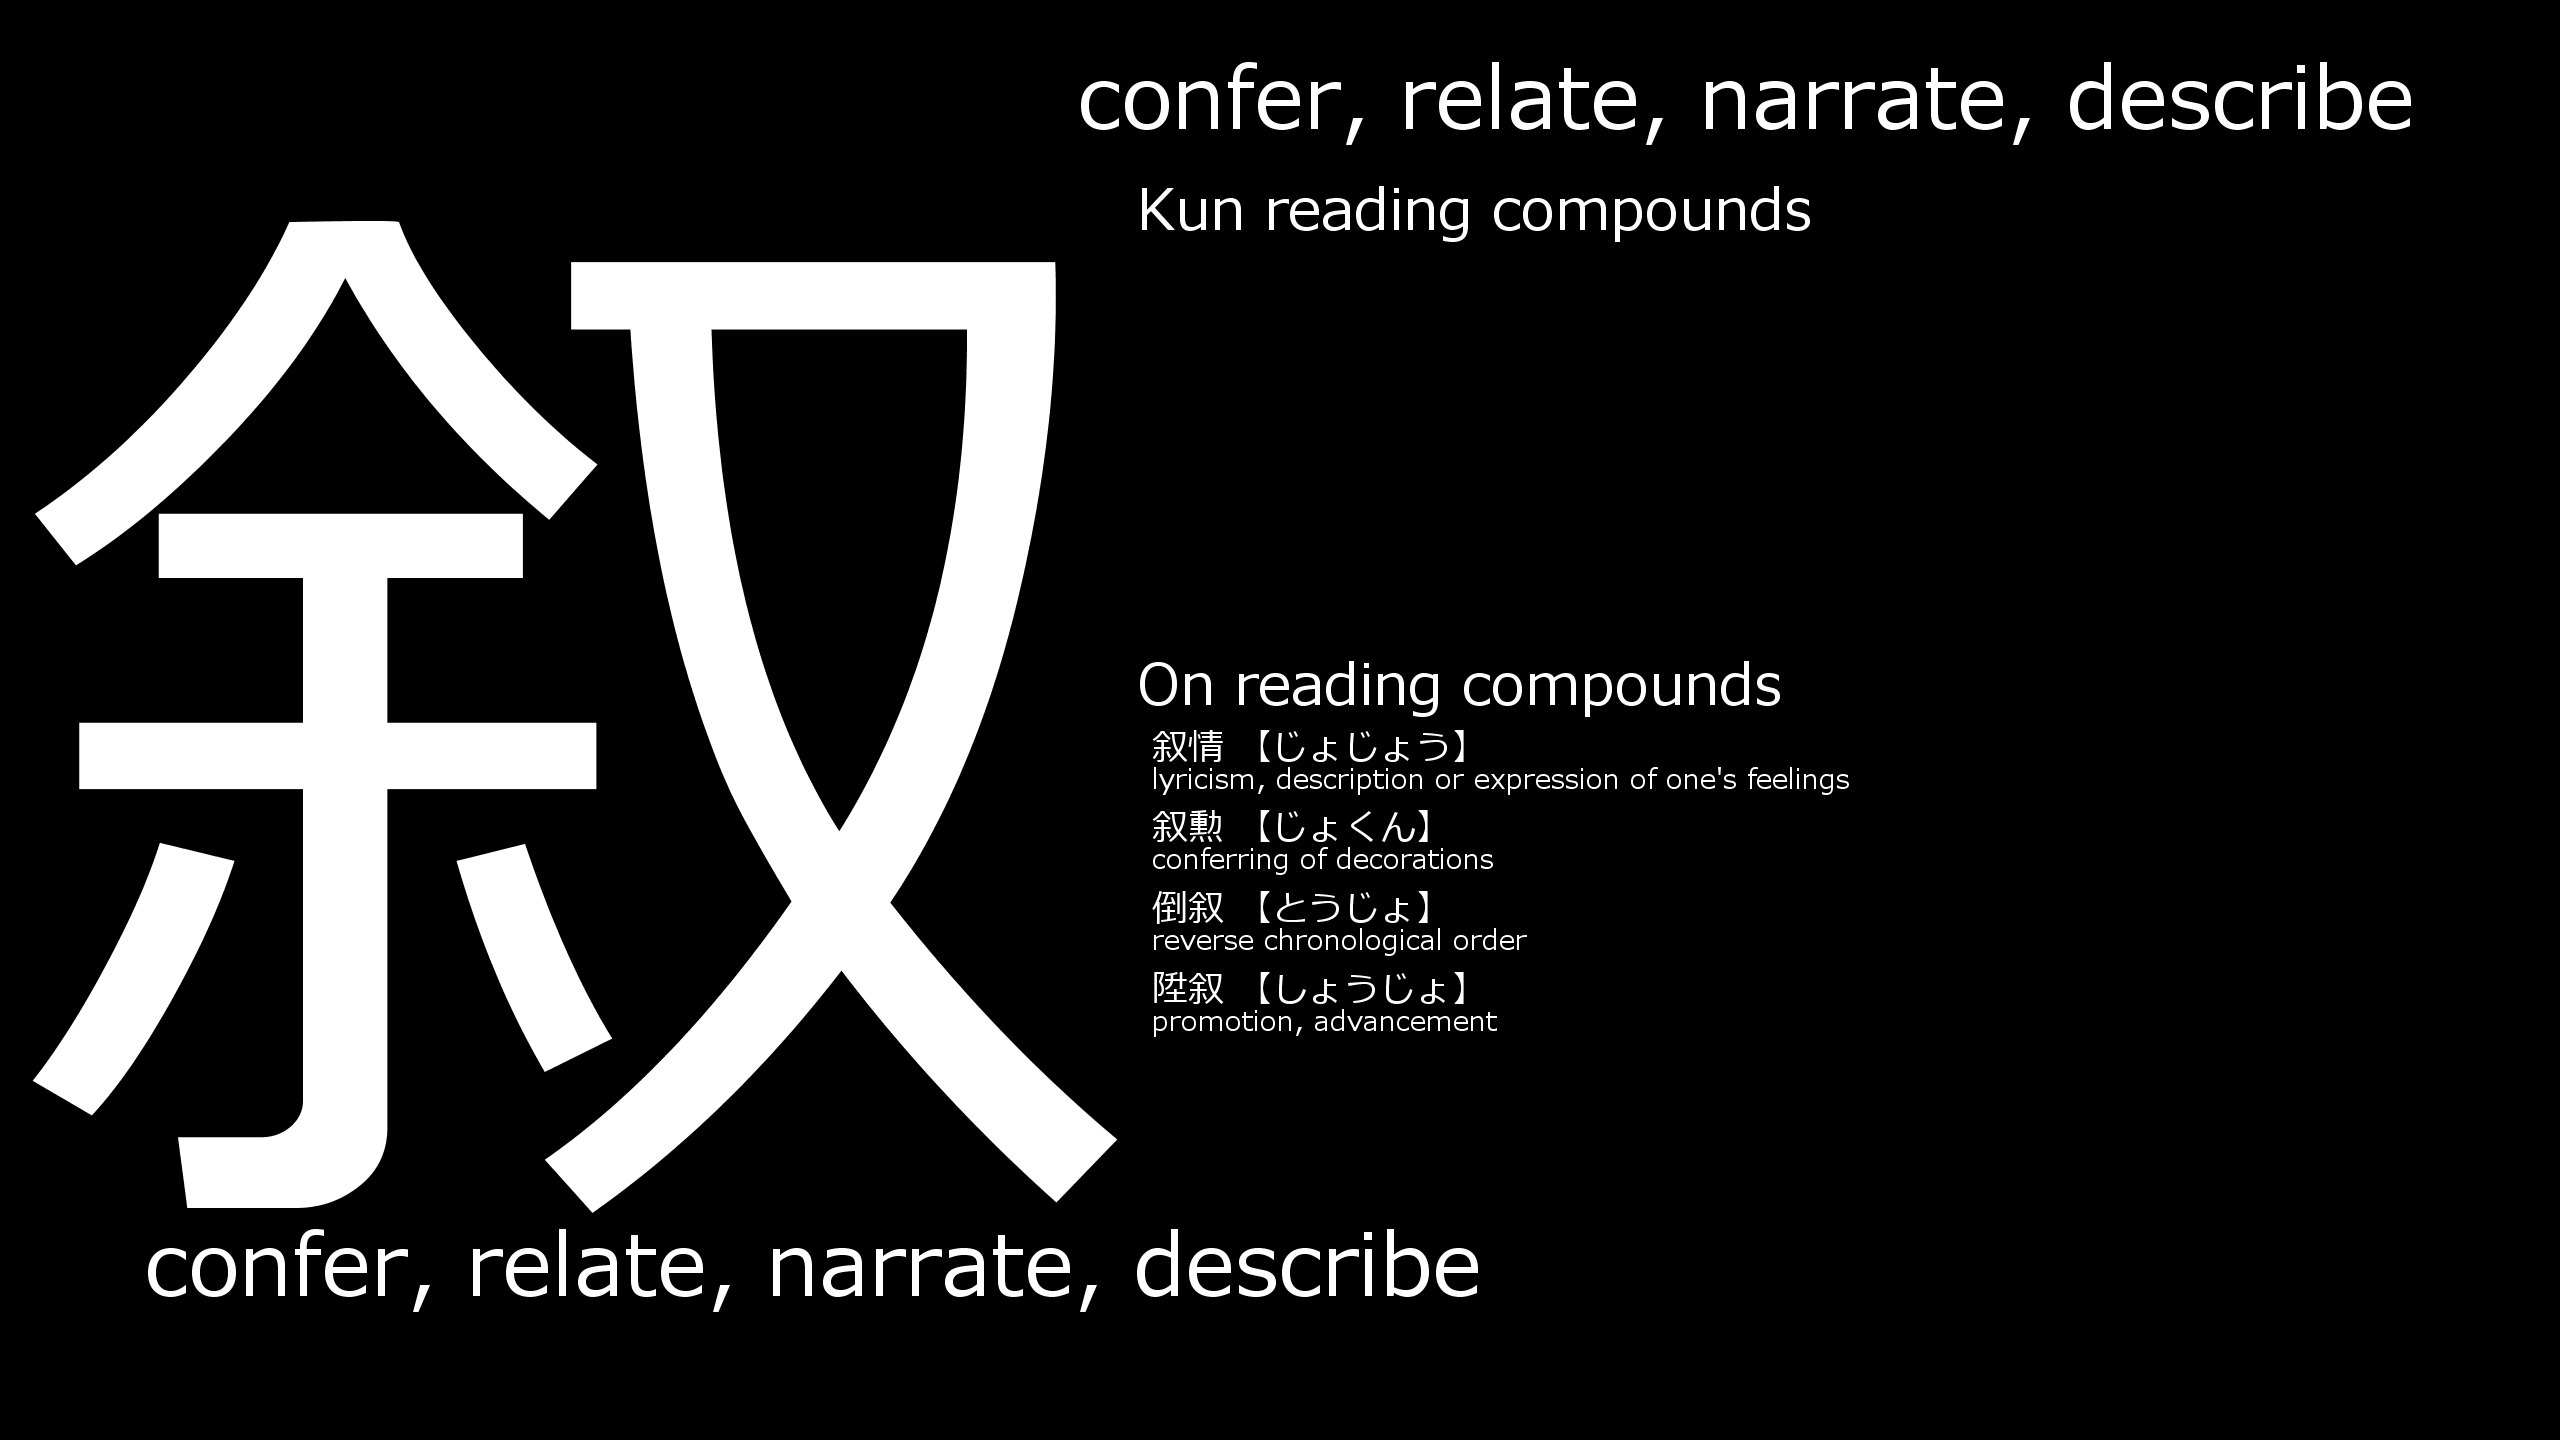 叙
confer, relate, narrate, describe
Kun reading compounds
On reading compounds
叙情 【じょじょう】
lyricism, description or expression of one's feelings
叙勲 【じょくん】
conferring of decorations
倒叙 【とうじょ】
reverse chronological order
陞叙 【しょうじょ】
promotion, advancement
confer, relate, narrate, describe